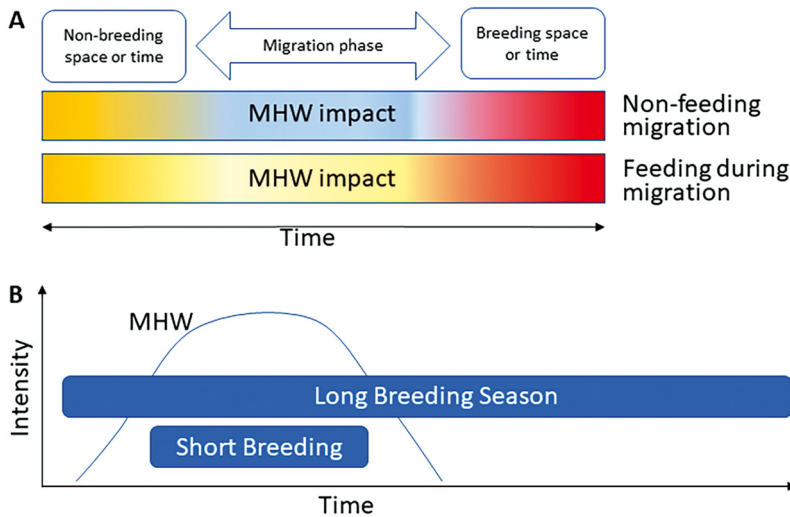 A
Non-breeding
space or time
Migration phase
Breeding space
or time
MHW impact
Non-feeding
migration
MHW impact
Feeding during
migration
Time
B
MHW
Intensity
Long Breeding Season
Short Breeding
Time